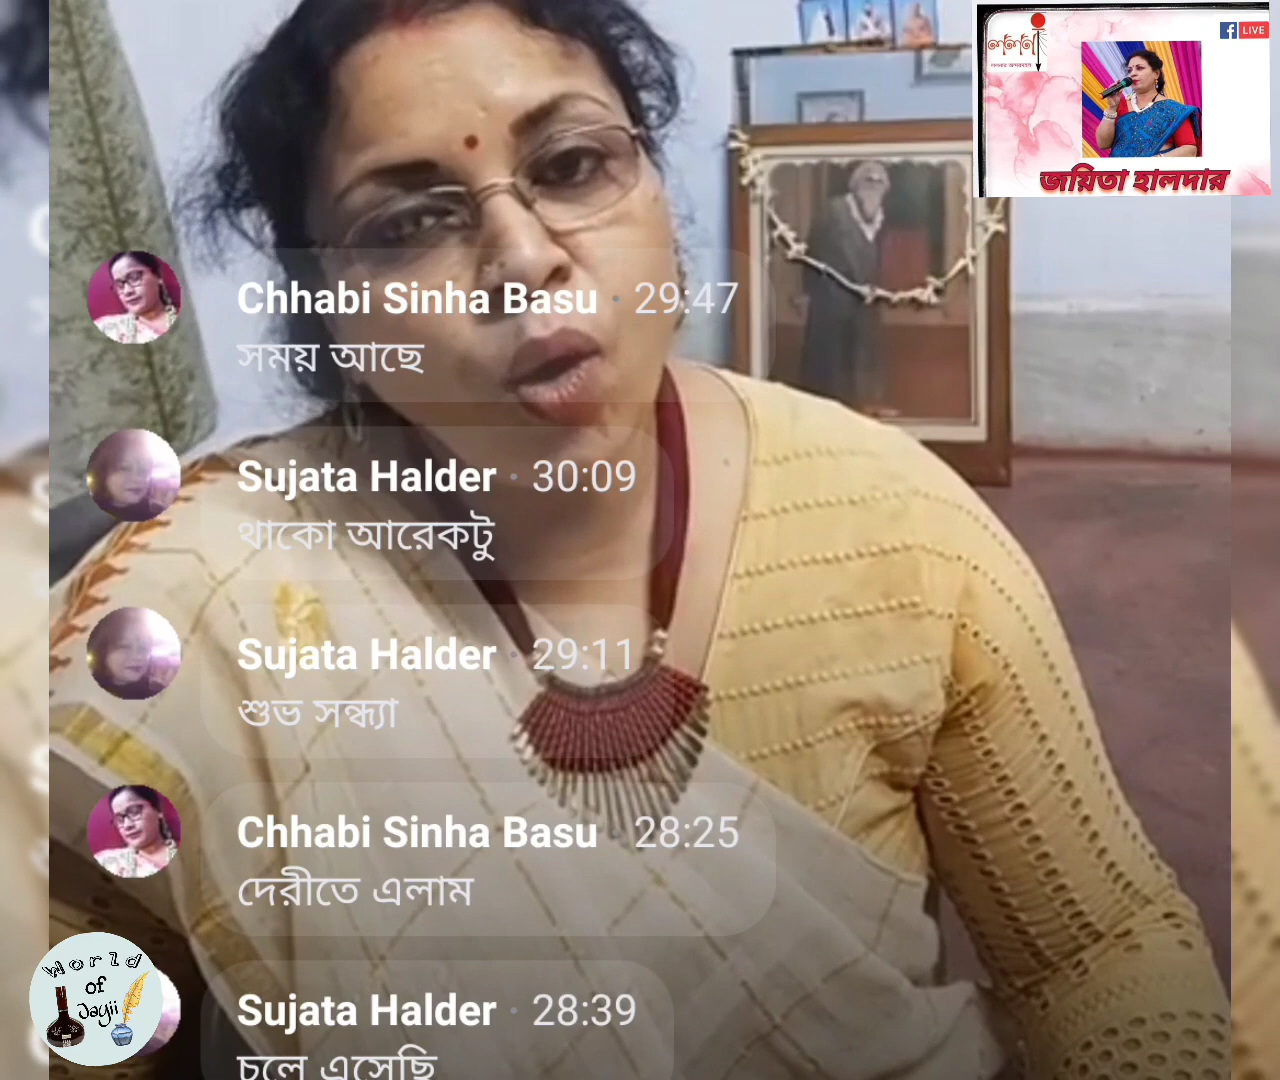 LIVE
জয়িতা হালদার
Chhabi Sinha Basu · 29:47
সময় আছে
Sujata Halder · 30:09
থাকো আরেকটু
Sujata Halder · 29:11
শুভ সন্ধ্যা
Chhabi Sinha Basu · 28:25
দেরীতে এলাম
Sujata Halder · 28:39
চলে এসেছি
World
of
Jayii